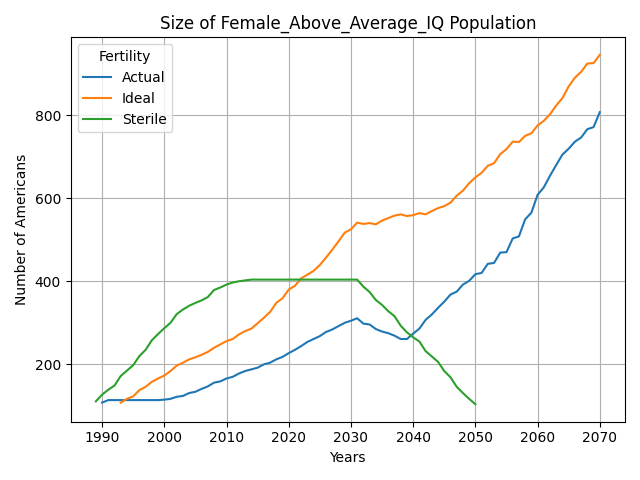 Size of Female_Above_Average_IQ Population
Fertility
Actual
Ideal
Sterile
Number of Americans
800
600
400
200
1990 2000 2010 2020 2030 2040 2050 2060 2070
Years